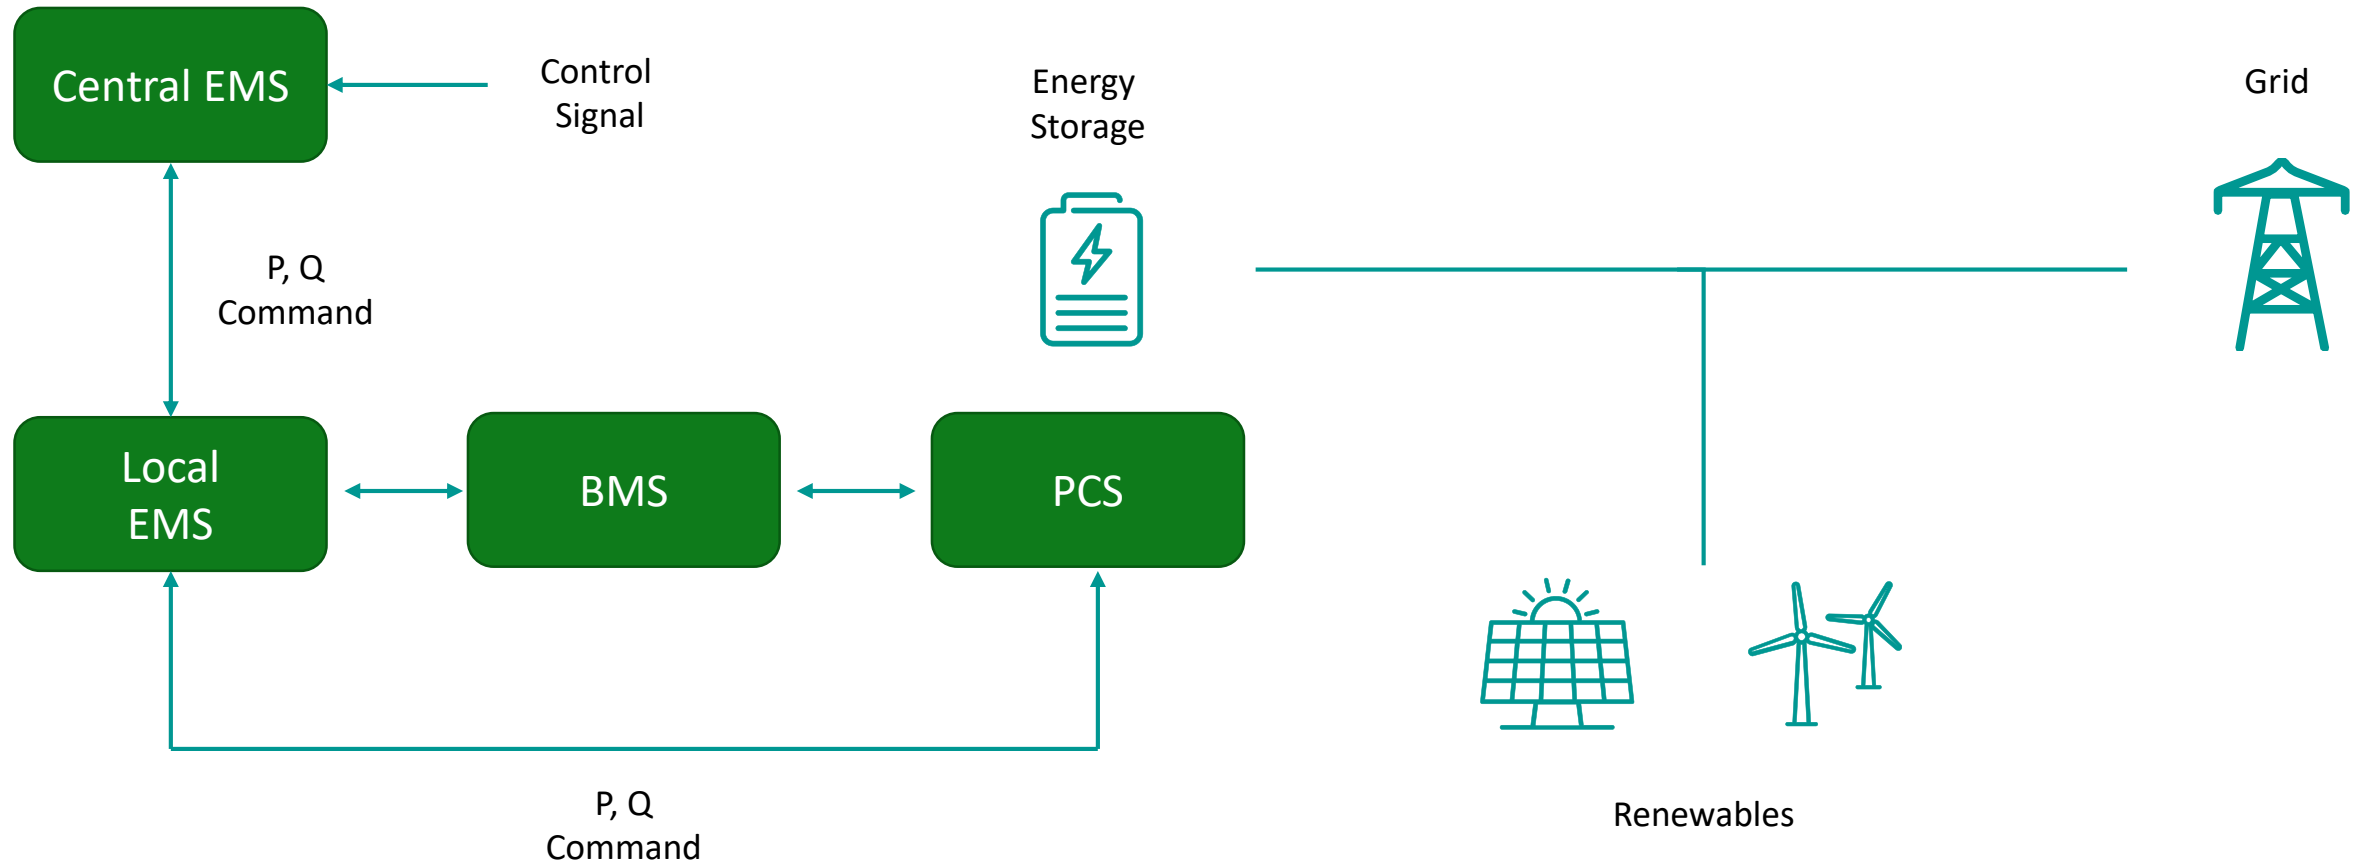 Central EMS
Control
Signal
Energy
Storage
Grid
P, Q
Command
Local
EMS
BMS
PCS
P, Q
Command
Renewables